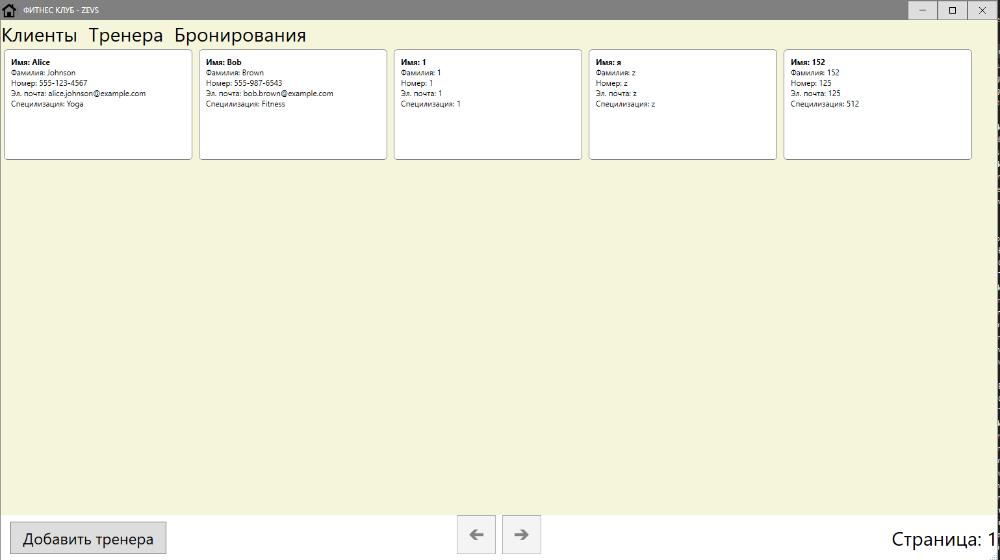 ФИТНЕС КЛУБ - ZEVS
Клиенты Тренера Бронирования
Имя: Alice
Фамилия: Johnson
Номер: 555-123-4567
Эл. почта: alice.johnson@example.com
Специлизация: Yoga
Имя: Bob
Фамилия: Brown
Номер: 555-987-6543
Эл. почта: bob.brown@example.com
Специлизация: Fitness
Имя: 1
Фамилия: 1
Номер: 1
Эл. почта: 1
Специлизация: 1
Имя: я
Фамилия: z
Номер: z
Эл. почта: z
Специлизация: z
Имя: 152
Фамилия: 152
Номер: 125
Эл. почта: 125
Специлизация: 512
Добавить тренера
Страница: 1